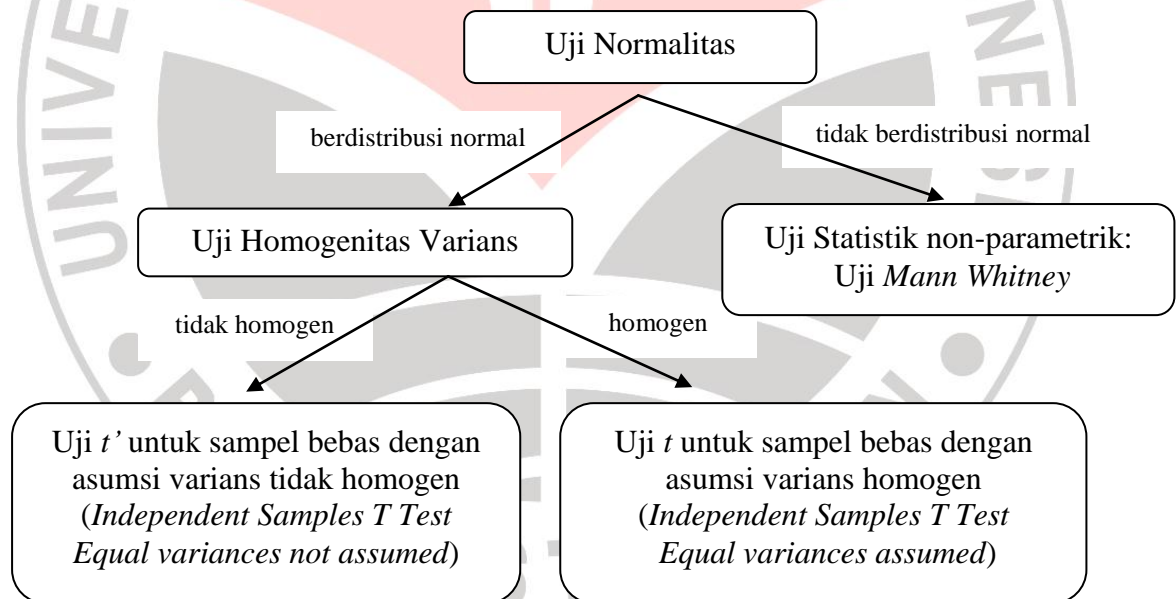 Uji Normalitas
berdistribusi normal
tidak berdistribusi normal
Uji Homogenitas Varians
Uji Statistik non-parametrik:
Uji Mann Whitney
tidak homogen
homogen
Uji t’ untuk sampel bebas dengan
asumsi varians tidak homogen
(Independent Samples T Test
Equal variances not assumed)
Uji t untuk sampel bebas dengan
asumsi varians homogen
(Independent Samples T Test
Equal variances assumed)